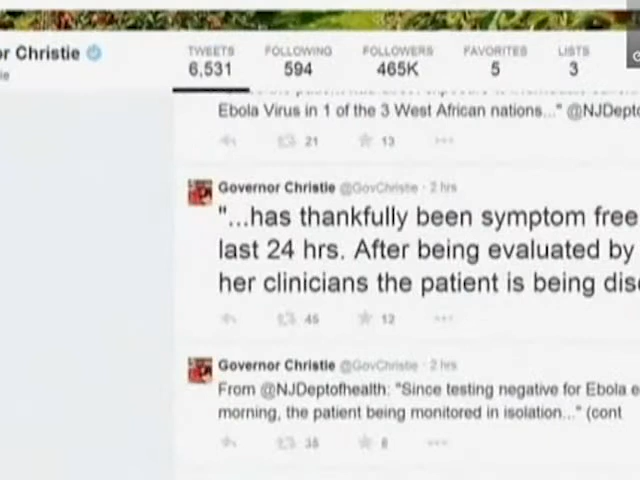 r Christie
TWEETS FOLLOWING FOLLOWERS FAVORITES LISTS
6,531 594 465K 5 3
Ebola Virus in 1 of the 3 West African nations..." @NJDepto
21 13
Governor Christie @GovChristie · 2 hrs
"...has thankfully been symptom free
last 24 hrs. After being evaluated by
her clinicians the patient is being dis
45 12
Governor Christie @GovChristie · 2 hrs
From @NJDeptofhealth: "Since testing negative for Ebola e
morning, the patient being monitored in isolation..." (cont
35 8